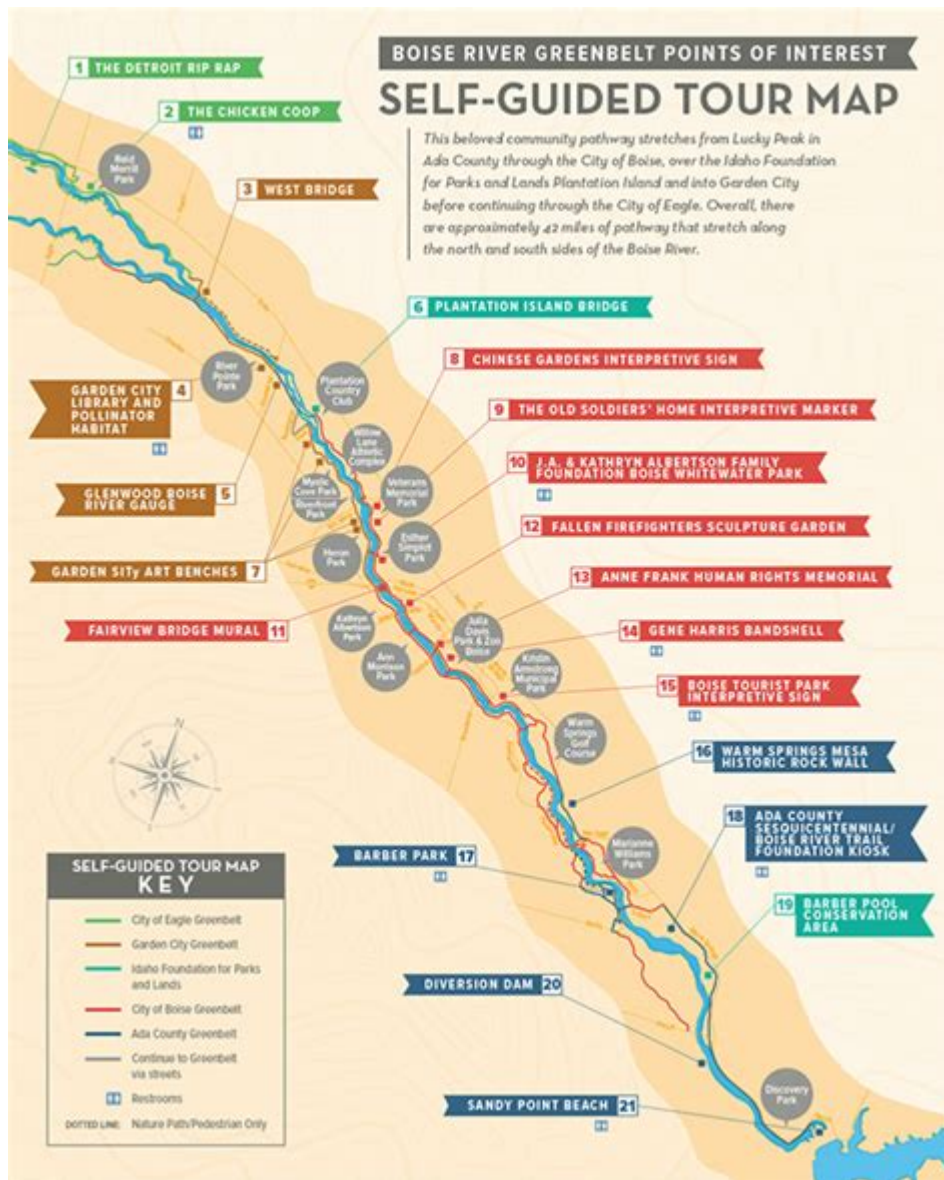 BOISE RIVER GREENBELT POINTS OF INTEREST
SELF-GUIDED TOUR MAP
This beloved community pathway stretches from Lucky Peak in
Ada County through the City of Boise, over the Idaho Foundation
for Parks and Lands Plantation Island and into Garden City
before continuing through the City of Eagle. Overall, there
are approximately 42 miles of pathway that stretch along
the north and south sides of the Boise River.
1 THE DETROIT RIP RAP
2 THE CHICKEN COOP
Reid
Merrill
Park
3 WEST BRIDGE
6 PLANTATION ISLAND BRIDGE
8 CHINESE GARDENS INTERPRETIVE SIGN
River
Pointe
Park
Plantation
Country
Club
4
GARDEN CITY
LIBRARY AND
POLLINATOR
HABITAT
9 THE OLD SOLDIERS' HOME INTERPRETIVE MARKER
Willow
Lane
Athletic
Complex
10 J.A. & KATHRYN ALBERTSON FAMILY
FOUNDATION BOISE WHITEWATER PARK
GLENWOOD BOISE
RIVER GAUGE
5
Mystic
Cove Park
Riverfront
Park
Veterans
Memorial
Park
12 FALLEN FIREFIGHTERS SCULPTURE GARDEN
Esther
Simplot
Park
Heron
Park
GARDEN SITy ART BENCHES 7
13 ANNE FRANK HUMAN RIGHTS MEMORIAL
FAIRVIEW BRIDGE MURAL 11
Kathryn
Albertson
Park
Julia
Davis
Park & Zoo
Boise
14 GENE HARRIS BANDSHELL
Ann
Morrison
Park
Kristin
Armstrong
Municipal
Park
15 BOISE TOURIST PARK
INTERPRETIVE SIGN
Warm
Springs
Golf
Course
N
16 WARM SPRINGS MESA
HISTORIC ROCK WALL
18 ADA COUNTY
SESQUICENTENNIAL/
BOISE RIVER TRAIL
FOUNDATION KIOSK
Marianne
Williams
Park
BARBER PARK 17
19 BARBER POOL
CONSERVATION
AREA
DIVERSION DAM 20
Discovery
Park
SANDY POINT BEACH 21
SELF-GUIDED TOUR MAP
KEY
City of Eagle Greenbelt
Garden City Greenbelt
Idaho Foundation for Parks
and Lands
City of Boise Greenbelt
Ada County Greenbelt
Continue to Greenbelt
via streets
Restrooms
DOTTED LINE: Nature Path/Pedestrian Only